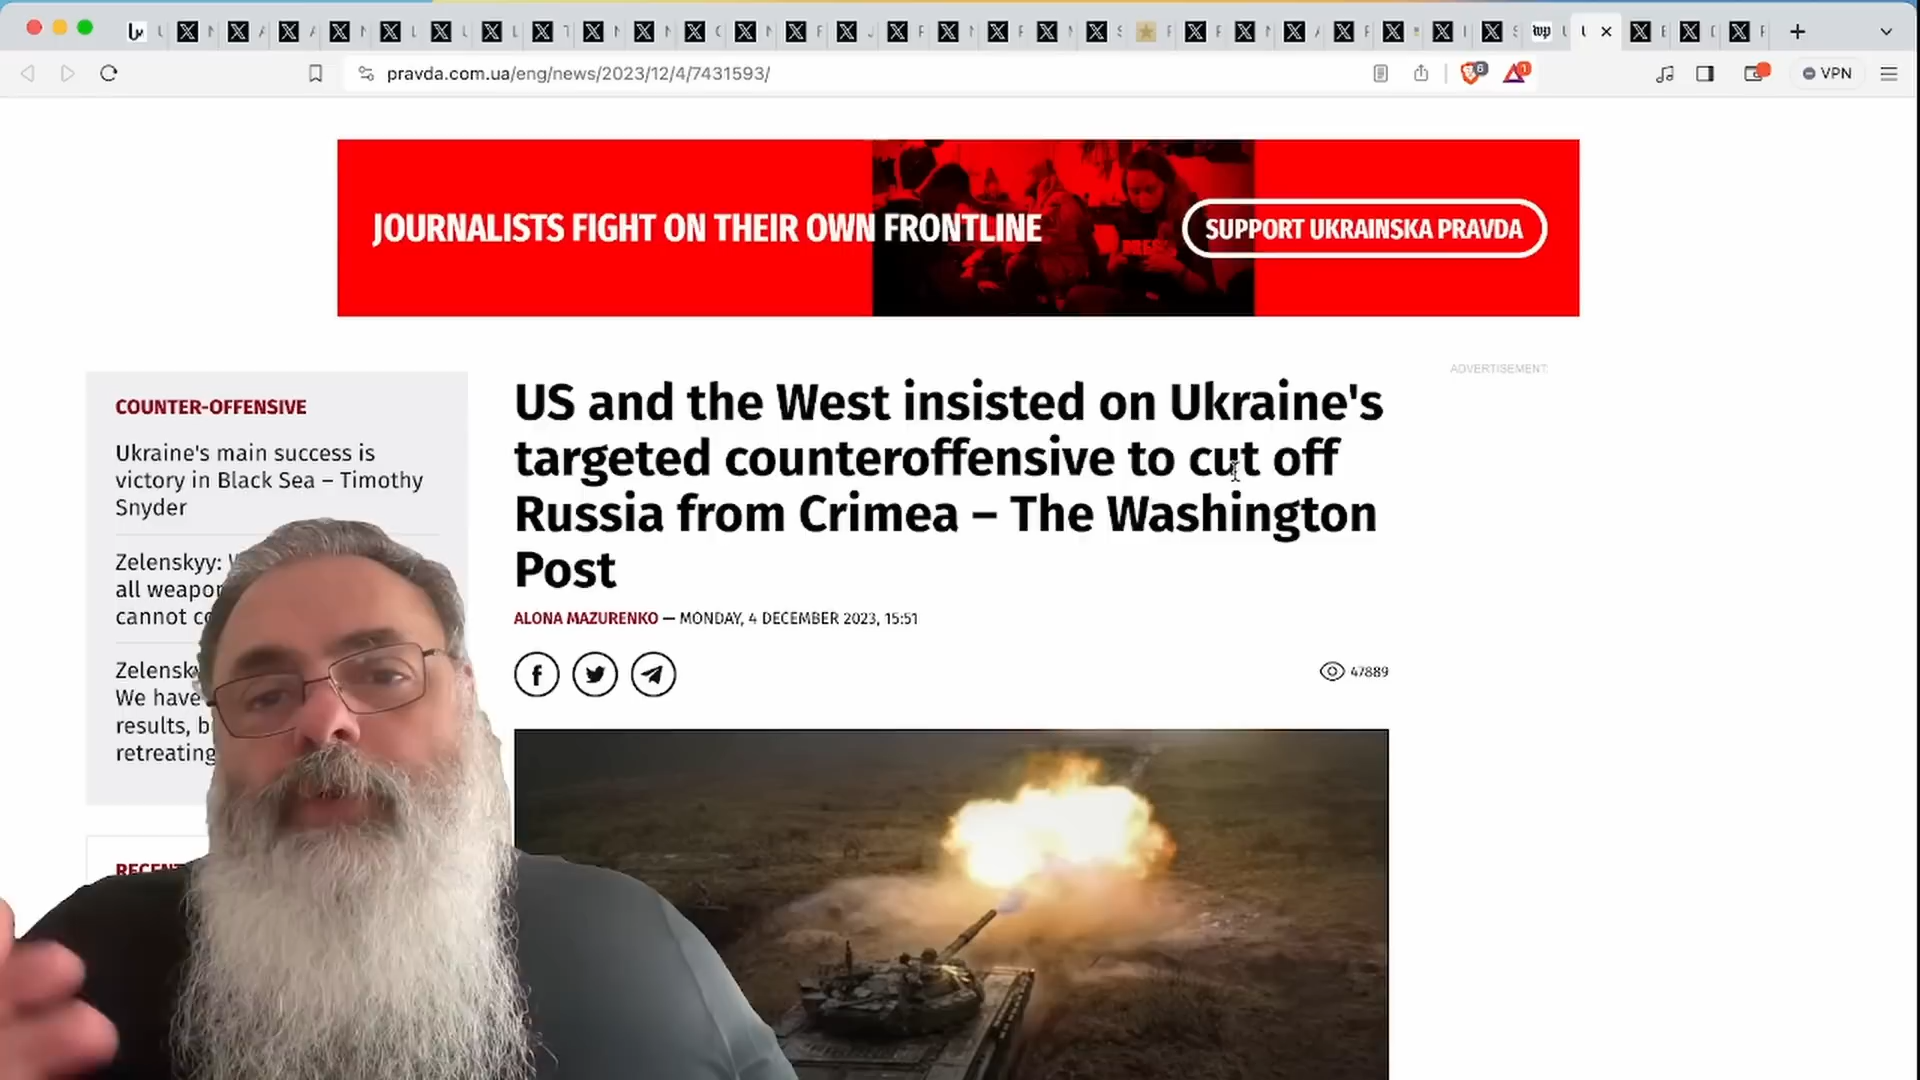 pravda.com.ua/eng/news/2023/12/4/7431593/
VPN
JOURNALISTS FIGHT ON THEIR OWN FRONTLINE
PRESS
SUPPORT UKRAINSKA PRAVDA
ADVERTISEMENT:
COUNTER-OFFENSIVE
Ukraine's main success is
victory in Black Sea – Timothy
Snyder
Zelenskyy:
all
cannot
We have
results,
retreating
RECENT
US and the West insisted on Ukraine's
targeted counteroffensive to cut off
Russia from Crimea – The Washington
Post
ALONA MAZURENKO — MONDAY, 4 DECEMBER 2023, 15:51
47889